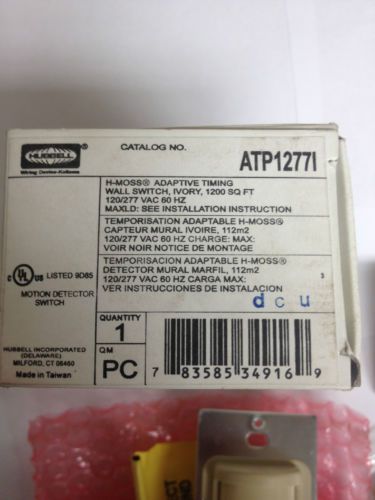 HUBBELL ®
Wiring Device-Kellems
CATALOG NO.
ATP1277I
H-MOSS® ADAPTIVE TIMING
WALL SWITCH, IVORY, 1200 SQ FT
120/277 VAC 60 HZ
MAXLD: SEE INSTALLATION INSTRUCTION
TEMPORISATION ADAPTABLE H-MOSS®
CAPTEUR MURAL IVOIRE, 112m2
120/277 VAC 60 HZ CHARGE: MAX:
VOIR NOIR NOTICE DE MONTAGE
TEMPORISACION ADAPTABLE H-MOSS®
DETECTOR MURAL MARFIL, 112m2
120/277 VAC 60 HZ CARGA MAX:
VER INSTRUCCIONES DE INSTALACION
3
c UL us LISTED 9D85
MOTION DETECTOR
SWITCH
d c u
HUBBELL INCORPORATED
(DELAWARE)
MILFORD, CT 06460
Made in Taiwan
QUANTITY
1
QM
PC
7 83585 34916 9